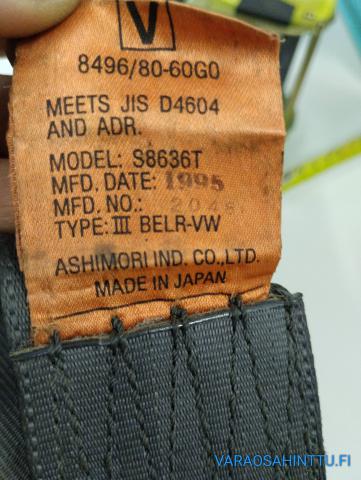 V
8496/80-60G0
MEETS JIS D4604
AND ADR.
MODEL: S8636T
MFD. DATE: 1995
MFD. NO.: 2048
TYPE: III BELR-VW
ASHIMORI IND. CO., LTD.
MADE IN JAPAN
VARAOSAHINTTU.FI